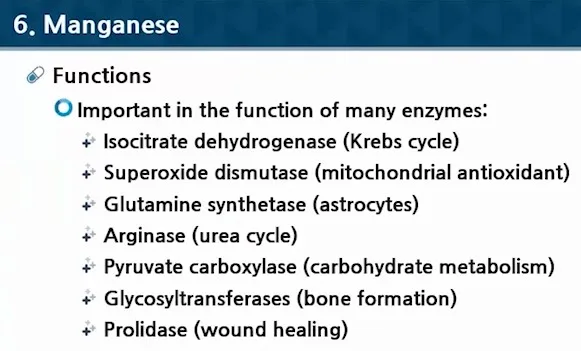 6. Manganese
Functions
Important in the function of many enzymes:
Isocitrate dehydrogenase (Krebs cycle)
Superoxide dismutase (mitochondrial antioxidant)
Glutamine synthetase (astrocytes)
Arginase (urea cycle)
Pyruvate carboxylase (carbohydrate metabolism)
Glycosyltransferases (bone formation)
Prolidase (wound healing)